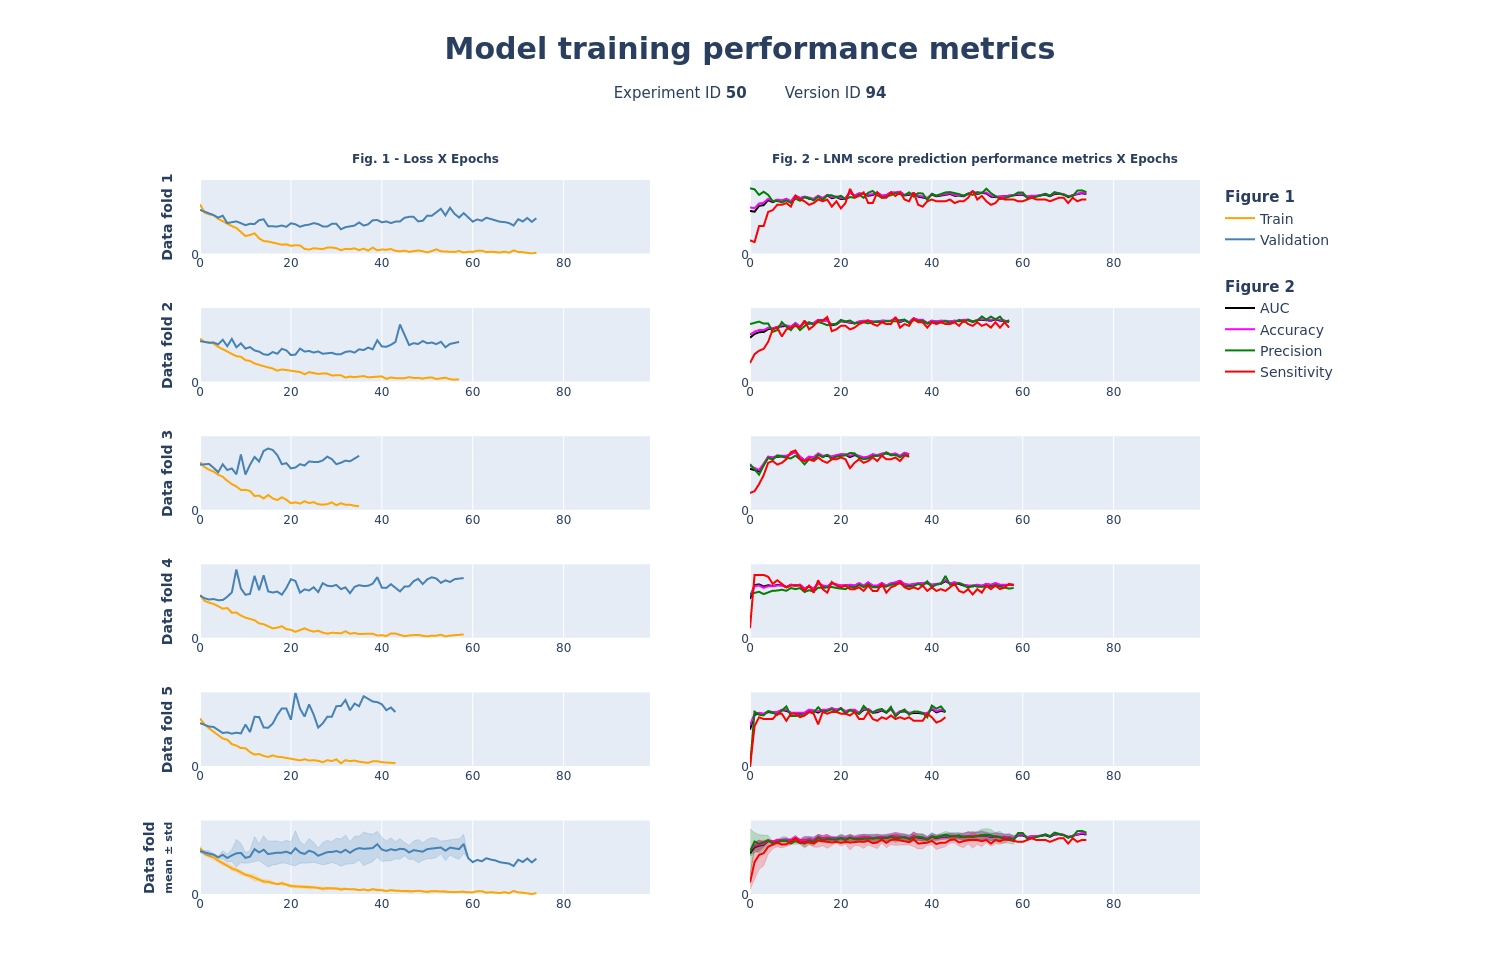 Model training performance metrics
Experiment ID 50 Version ID 94
Fig. 1 - Loss X Epochs
Fig. 2 - LNM score prediction performance metrics X Epochs
Data fold 1
0
0 20 40 60 80
0
0 20 40 60 80
Figure 1
Train
Validation
Figure 2
AUC
Accuracy
Precision
Sensitivity
Data fold 2
0
0 20 40 60 80
0
0 20 40 60 80
Data fold 3
0
0 20 40 60 80
0
0 20 40 60 80
Data fold 4
0
0 20 40 60 80
0
0 20 40 60 80
Data fold 5
0
0 20 40 60 80
0
0 20 40 60 80
Data fold
mean ± std
0
0 20 40 60 80
0
0 20 40 60 80